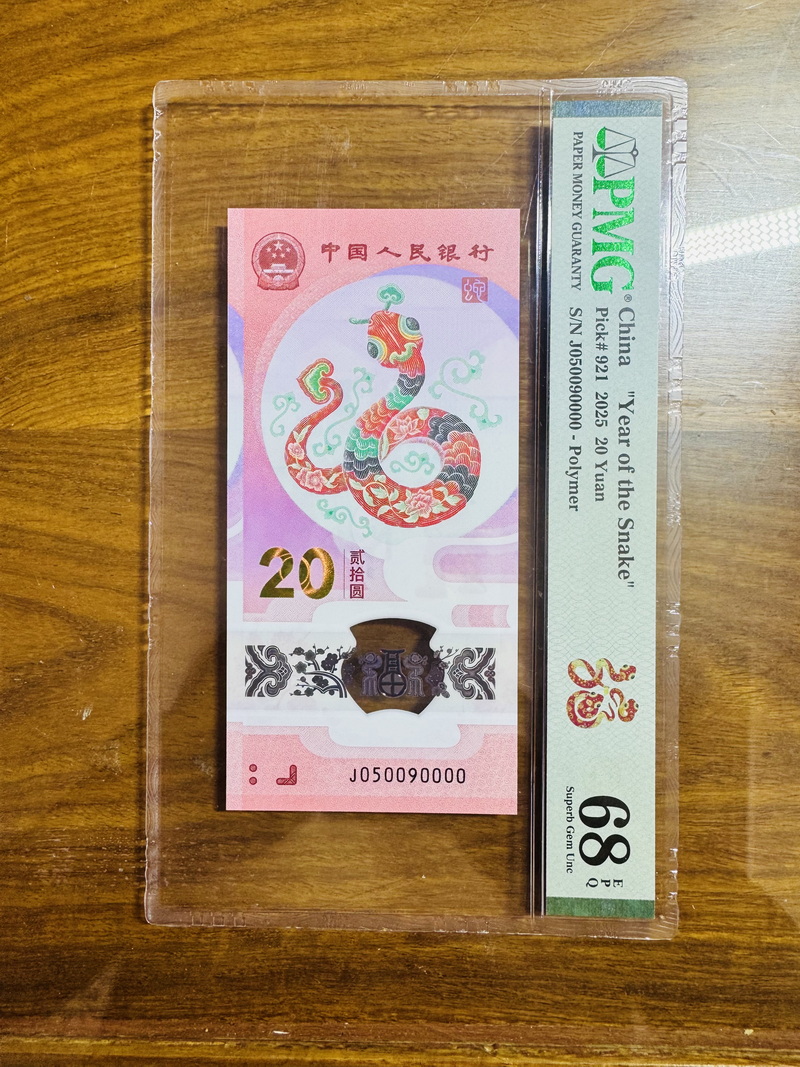 中国人民银行
蛇
20
贰拾圆
J050090000
PMG®
PAPER MONEY GUARANTY
China "Year of the Snake"
Pick# 921 2025 20 Yuan
S/N J050090000 - Polymer
68
EPQ
Superb Gem Unc